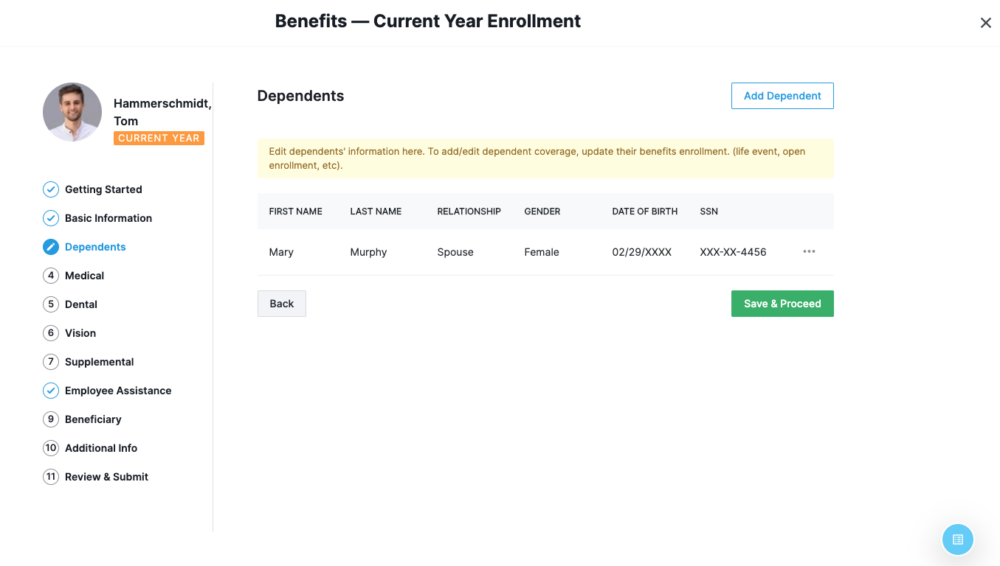 Benefits — Current Year Enrollment
Hammerschmidt,
Tom
CURRENT YEAR
Getting Started
Basic Information
Dependents
4 Medical
5 Dental
6 Vision
7 Supplemental
Employee Assistance
9 Beneficiary
10 Additional Info
11 Review & Submit
Dependents
Add Dependent
Edit dependents' information here. To add/edit dependent coverage, update their benefits enrollment. (life event, open
enrollment, etc).
FIRST NAME LAST NAME RELATIONSHIP GENDER DATE OF BIRTH SSN
Mary Murphy Spouse Female 02/29/XXXX XXX-XX-4456
Back
Save & Proceed